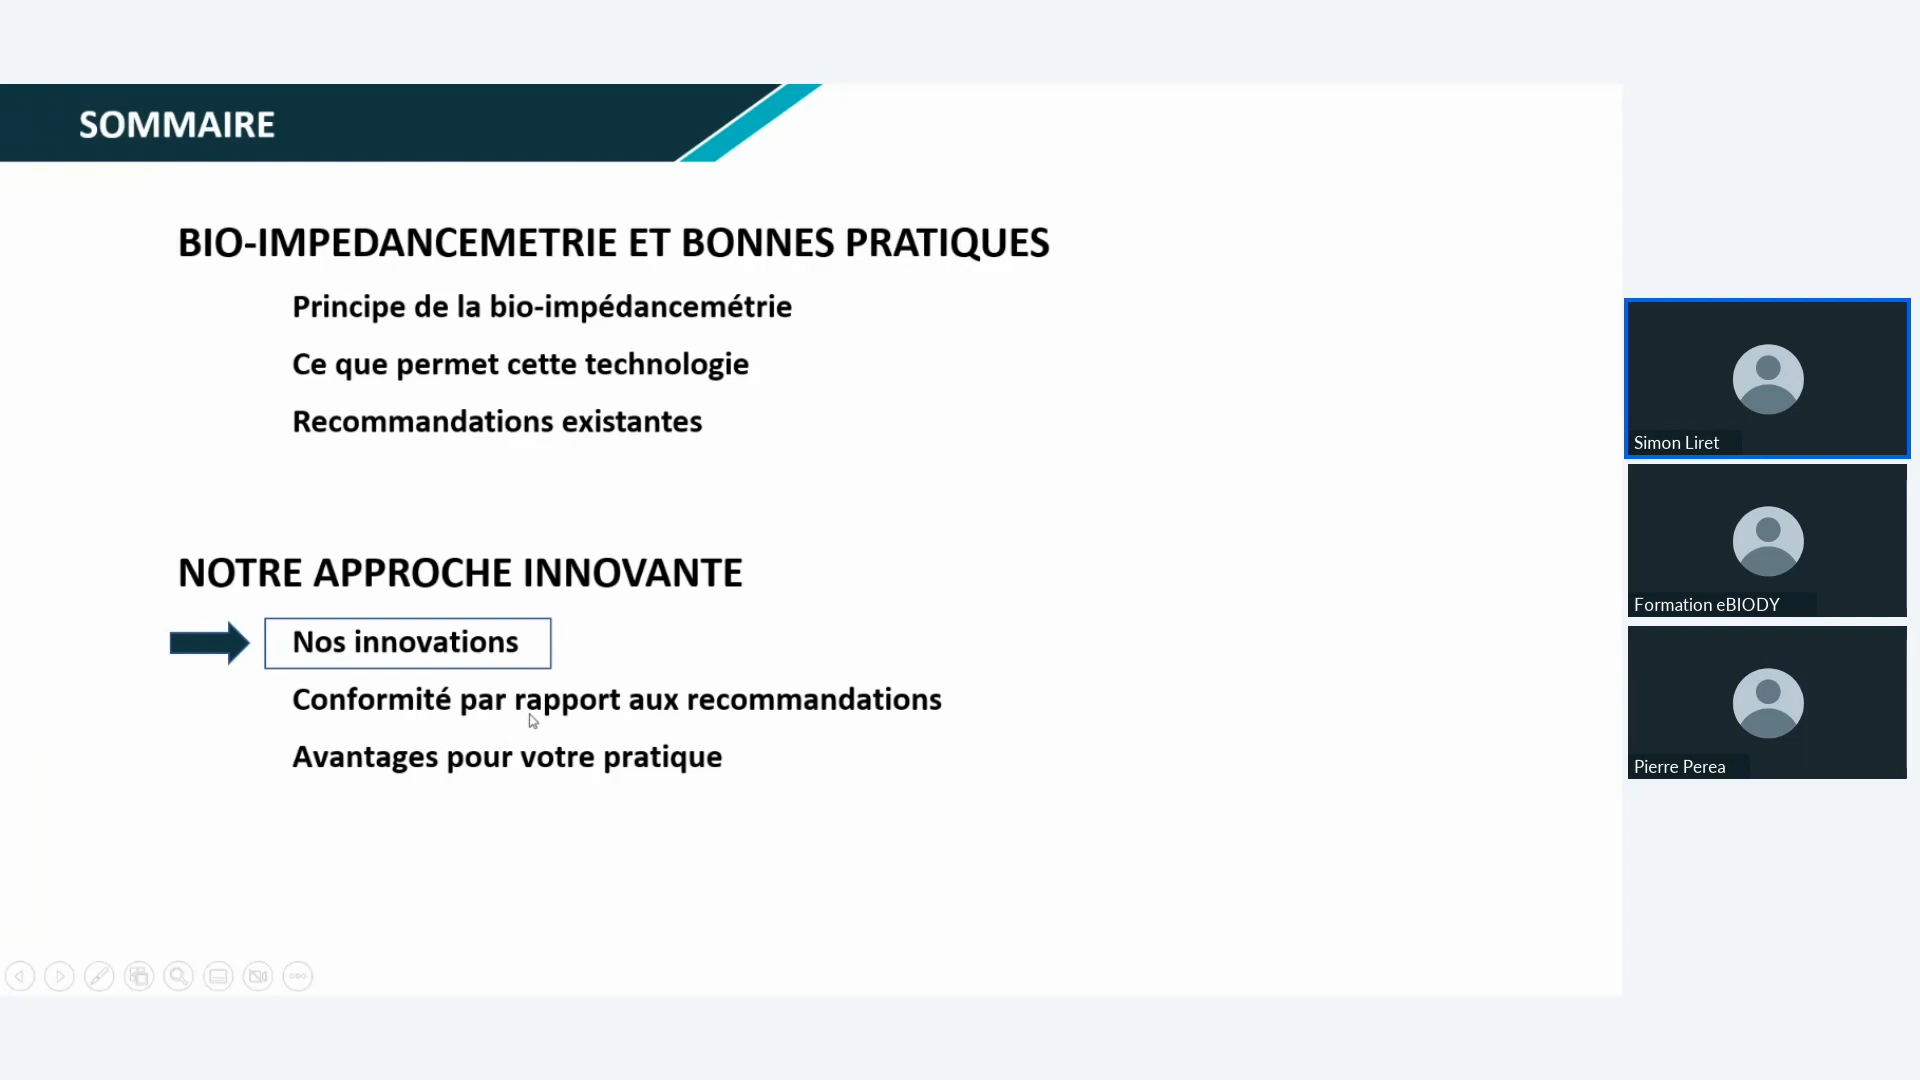 SOMMAIRE
BIO-IMPEDANCEMETRIE ET BONNES PRATIQUES
Principe de la bio-impédancemétrie
Ce que permet cette technologie
Recommandations existantes
NOTRE APPROCHE INNOVANTE
Nos innovations
Conformité par rapport aux recommandations
Avantages pour votre pratique
Simon Liret
Formation eBIODY
Pierre Perea